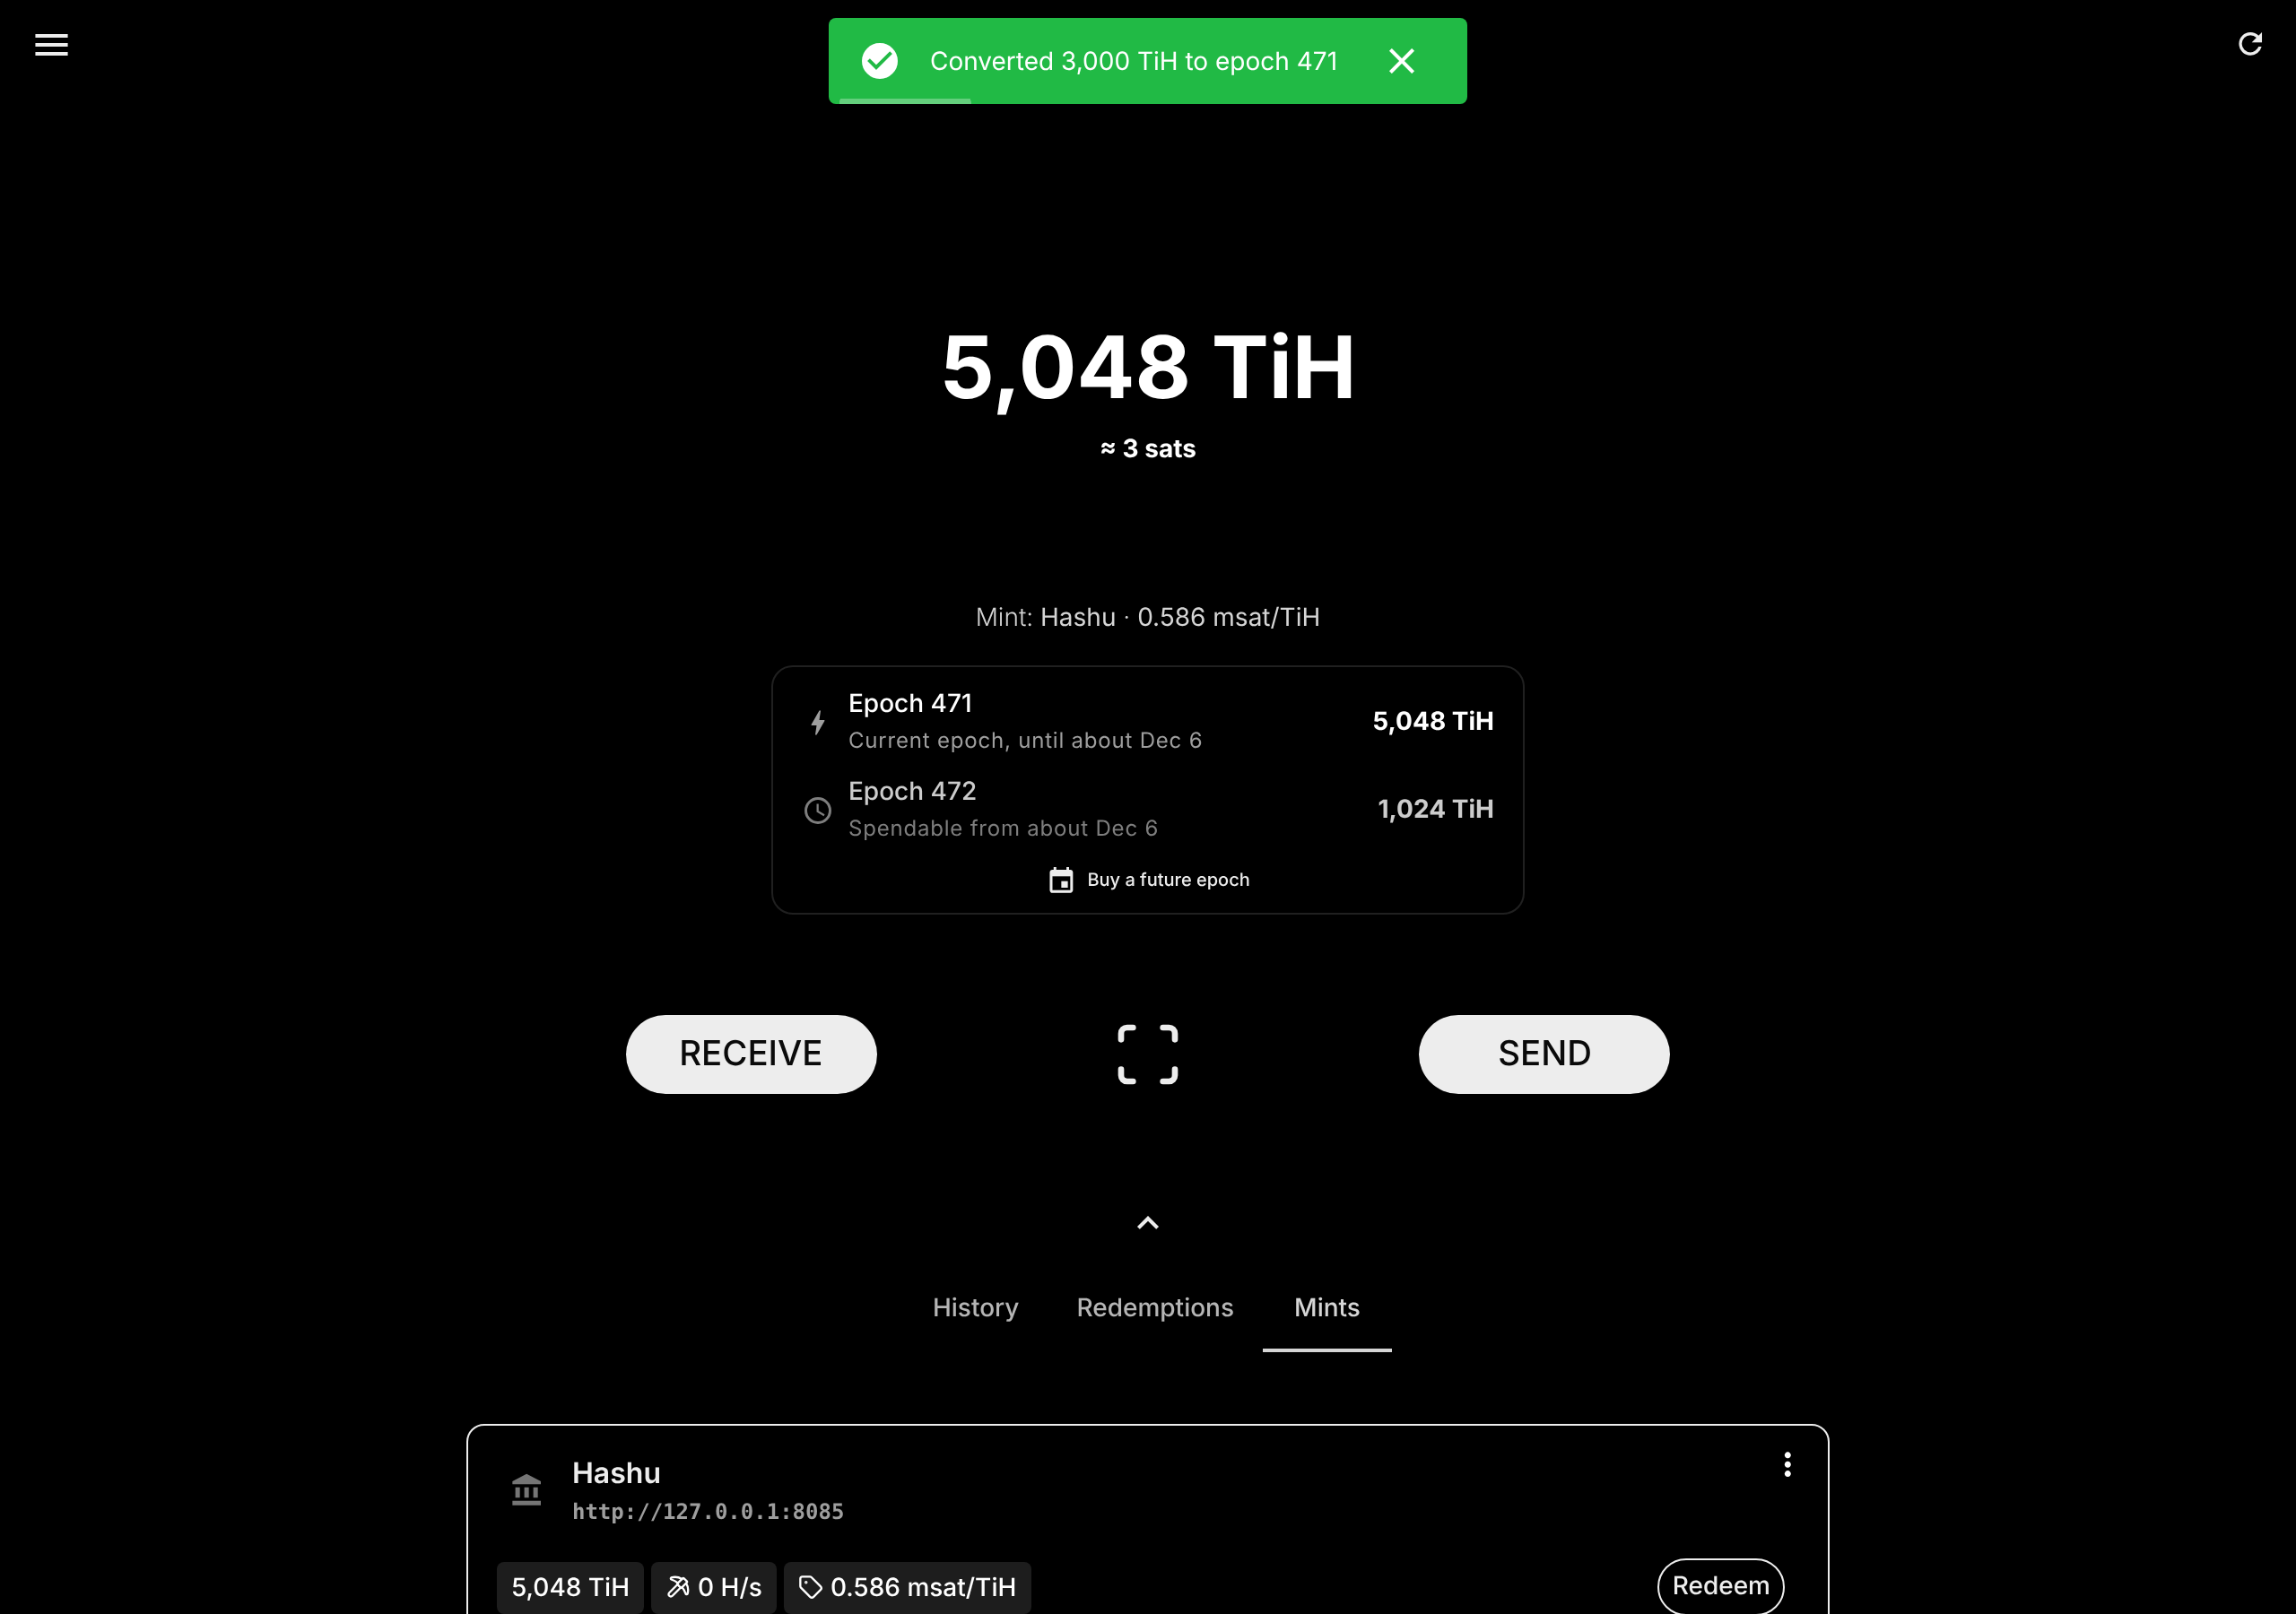 Converted 3,000 TiH to epoch 471
5,048 TiH
≈ 3 sats
Mint: Hashu · 0.586 msat/TiH
Epoch 471
Current epoch, until about Dec 6
5,048 TiH
Epoch 472
Spendable from about Dec 6
1,024 TiH
Buy a future epoch
RECEIVE
SEND
History
Redemptions
Mints
Hashu
http://127.0.0.1:8085
5,048 TiH
0 H/s
0.586 msat/TiH
Redeem